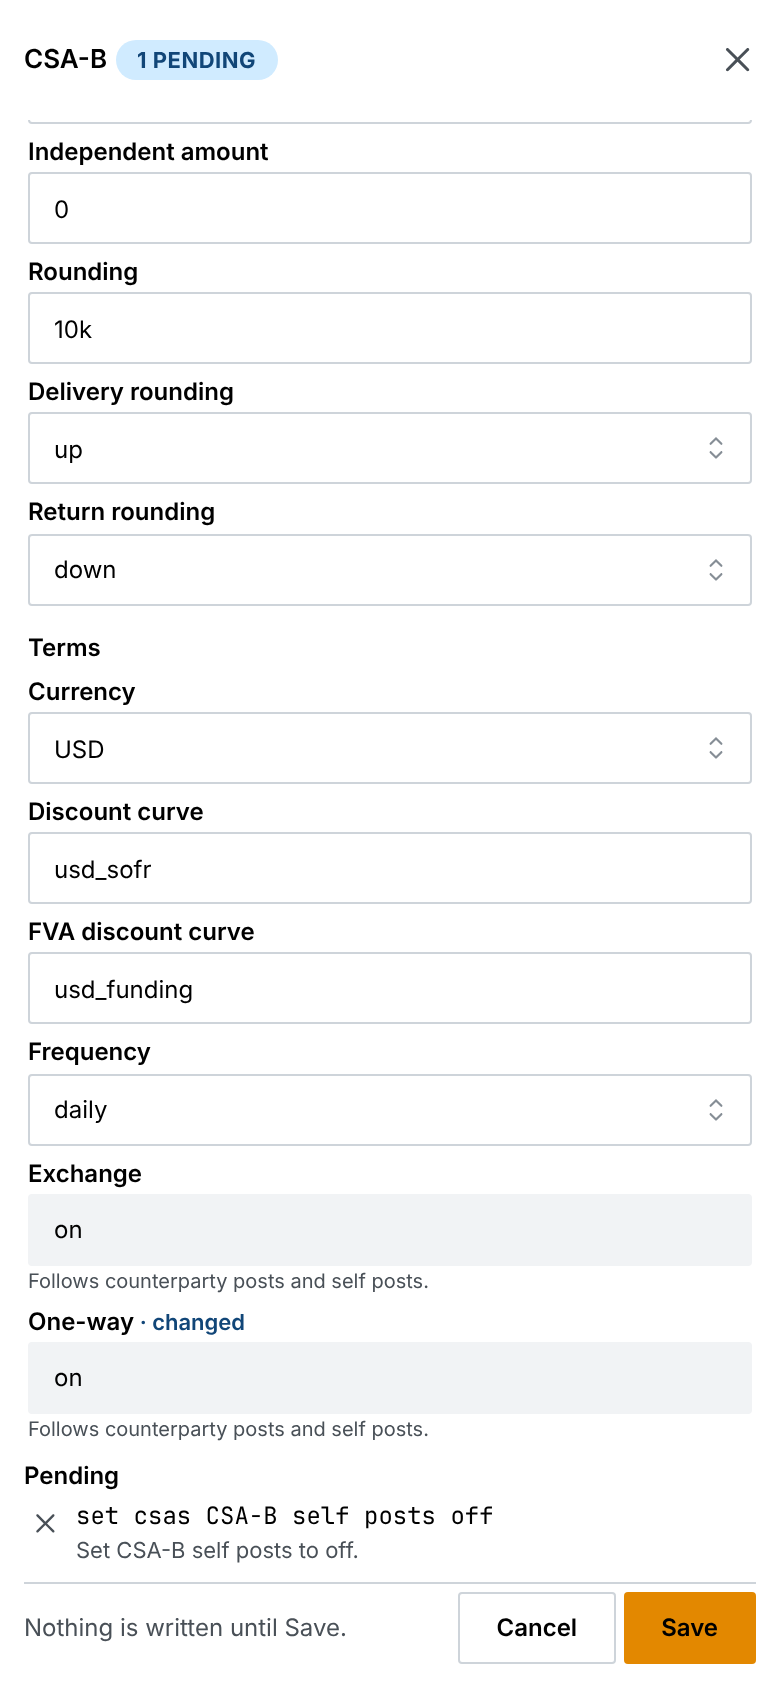 CSA-B 1 PENDING
Independent amount
0
Rounding
10k
Delivery rounding
up
Return rounding
down
Terms
Currency
USD
Discount curve
usd_sofr
FVA discount curve
usd_funding
Frequency
daily
Exchange
on
Follows counterparty posts and self posts.
One-way · changed
on
Follows counterparty posts and self posts.
Pending
set csas CSA-B self posts off
Set CSA-B self posts to off.
Nothing is written until Save. Cancel Save